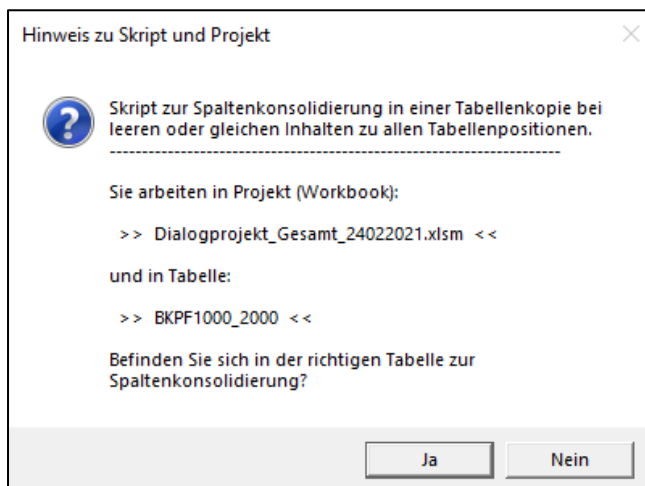 Hinweis zu Skript und Projekt
Skript zur Spaltenkonsolidierung in einer Tabellenkopie bei
leeren oder gleichen Inhalten zu allen Tabellenpositionen.
----------------------------------------------------------------------
Sie arbeiten in Projekt (Workbook):
>> Dialogprojekt_Gesamt_24022021.xlsm <<
und in Tabelle:
>> BKPF1000_2000 <<
Befinden Sie sich in der richtigen Tabelle zur
Spaltenkonsolidierung?
Ja Nein